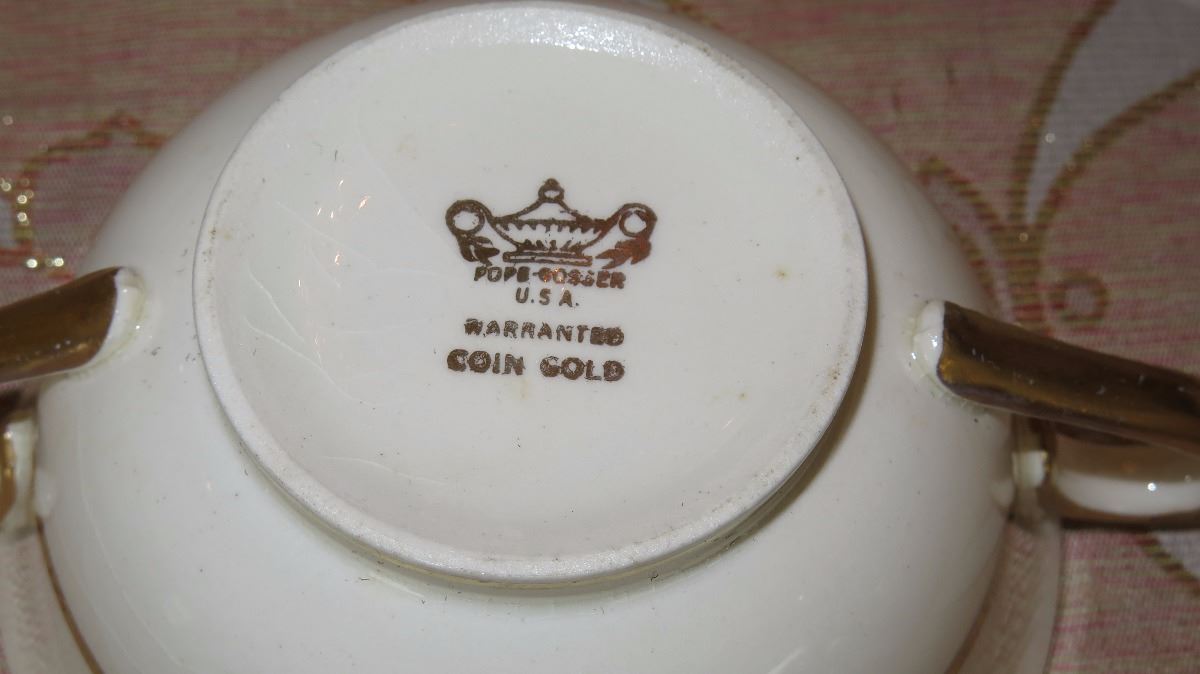 POPE-GOSSER
U.S.A.
WARRANTED
COIN GOLD